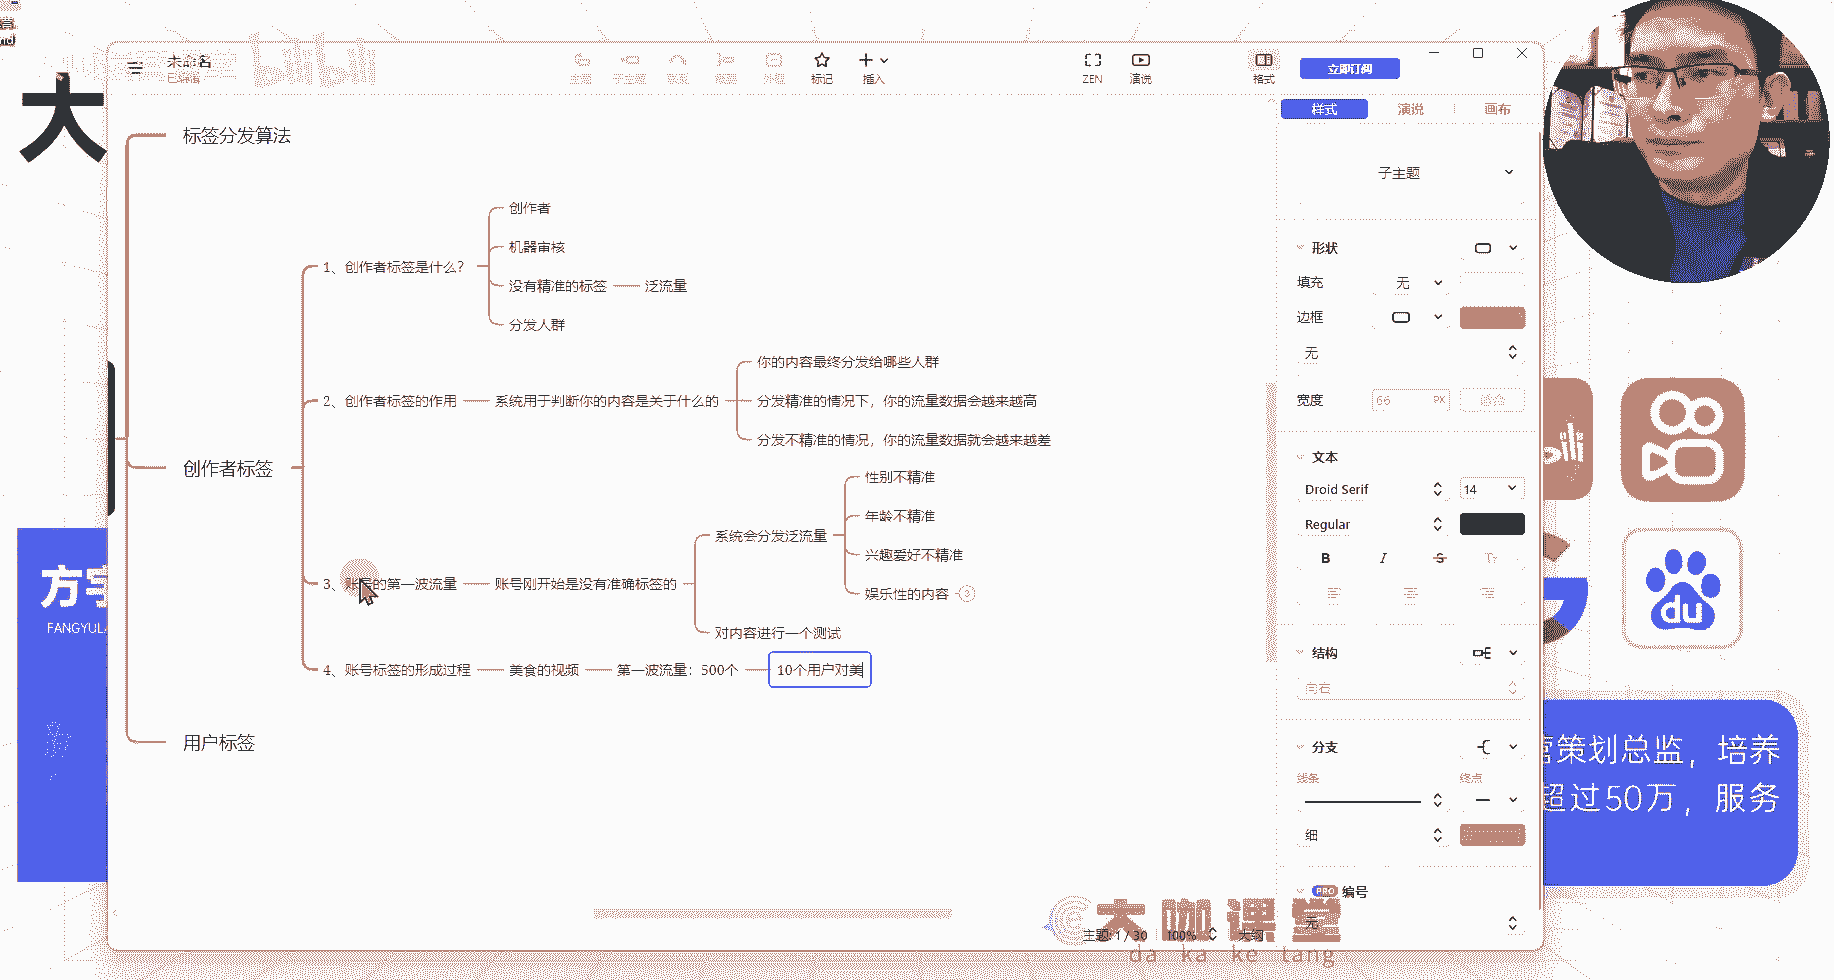 大
未命名
bilibili
标记
插入
ZEN
演说
格式
立即订阅
样式
演说
画布
标签分发算法
子主题
创作者
机器审核
1、创作者标签是什么？
没有精准的标签
泛流量
分发人群
形状
填充
无
边框
无
宽度
66
PX
你的内容最终分发给哪些人群
2、创作者标签的作用
系统用于判断你的内容是关于什么的
分发精准的情况下，你的流量数据会越来越高
分发不精准的情况，你的流量数据就会越来越差
创作者标签
性别不精准
年龄不精准
系统会分发泛流量
兴趣爱好不精准
3、账号的第一波流量
账号刚开始是没有准确标签的
娱乐性的内容
对内容进行一个测试
4、账号标签的形成过程
美食的视频
第一波流量：500个
10个用户对美
用户标签
文本
Droid Serif
14
Regular
B
I
S
结构
向右
分支
线条
终点
细
PRO
编号
无
方宇
FANGYULA
du
营策划总监，培养
超过50万，服务
主题: 1 / 30
100%
大纲
大咖课堂
da ka ke tang